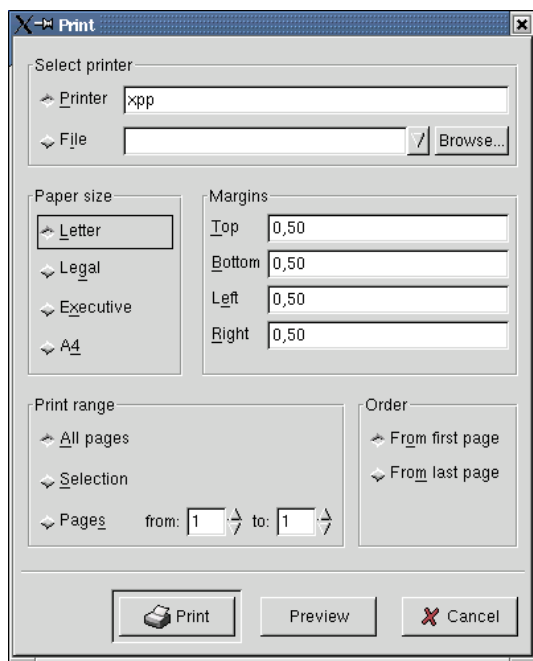 Print
Select printer
Printer xpp
File Browse...
Paper size
Letter
Legal
Executive
A4
Margins
Top 0,50
Bottom 0,50
Left 0,50
Right 0,50
Print range
All pages
Selection
Pages from: 1 to: 1
Order
From first page
From last page
Print Preview Cancel